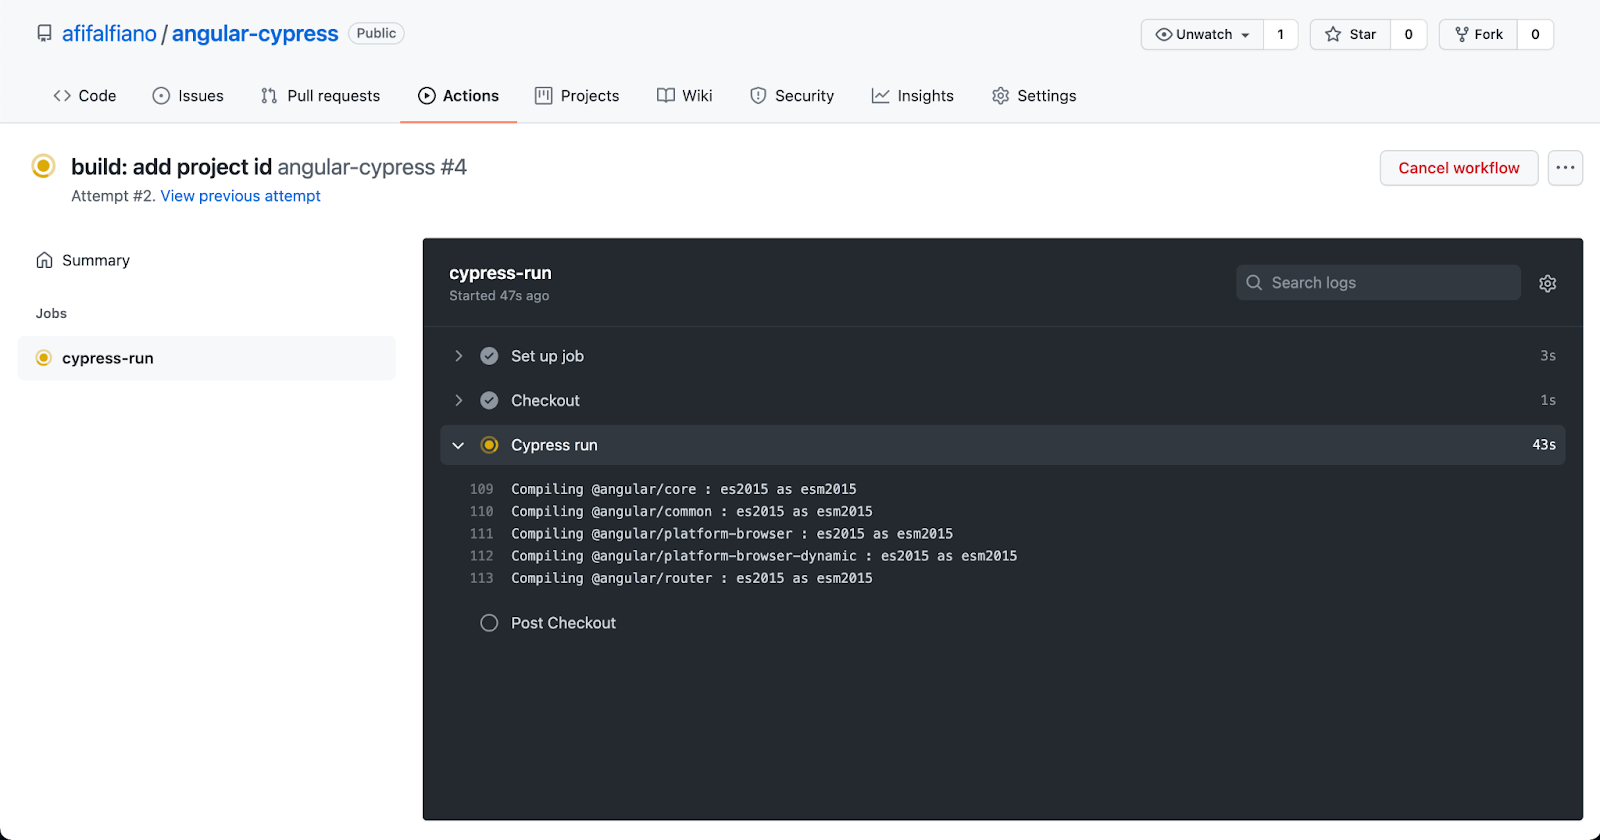 afifalfiano / angular-cypress Public Unwatch 1 Star 0 Fork 0
Code Issues Pull requests Actions Projects Wiki Security Insights Settings
build: add project id angular-cypress #4 Cancel workflow
Attempt #2. View previous attempt
Summary
Jobs
cypress-run
cypress-run
Started 47s ago
Search logs
Set up job 3s
Checkout 1s
Cypress run 43s
109 Compiling @angular/core : es2015 as esm2015
110 Compiling @angular/common : es2015 as esm2015
111 Compiling @angular/platform-browser : es2015 as esm2015
112 Compiling @angular/platform-browser-dynamic : es2015 as esm2015
113 Compiling @angular/router : es2015 as esm2015
Post Checkout